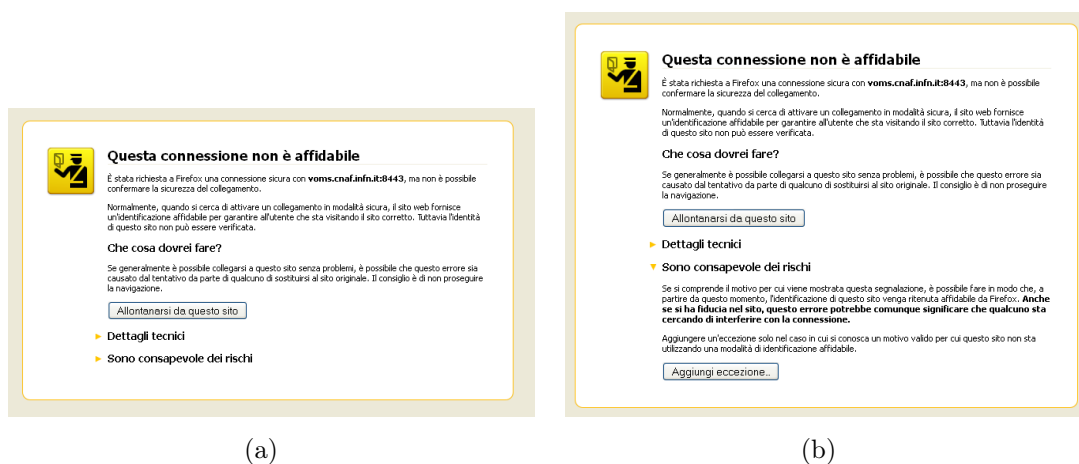 Questa connessione non è affidabile
È stata richiesta a Firefox una connessione sicura con voms.cnaf.infn.it:8443, ma non è possibile
confermare la sicurezza del collegamento.
Normalmente, quando si cerca di attivare un collegamento in modalità sicura, il sito web fornisce
un'identificazione affidabile per garantire all'utente che sta visitando il sito corretto. Tuttavia l'identità
di questo sito non può essere verificata.
Che cosa dovrei fare?
Se generalmente è possibile collegarsi a questo sito senza problemi, è possibile che questo errore sia
causato dal tentativo da parte di qualcuno di sostituirsi al sito originale. Il consiglio è di non proseguire
la navigazione.
Allontanarsi da questo sito
Dettagli tecnici
Sono consapevole dei rischi
(a)
Questa connessione non è affidabile
È stata richiesta a Firefox una connessione sicura con voms.cnaf.infn.it:8443, ma non è possibile
confermare la sicurezza del collegamento.
Normalmente, quando si cerca di attivare un collegamento in modalità sicura, il sito web fornisce
un'identificazione affidabile per garantire all'utente che sta visitando il sito corretto. Tuttavia l'identità
di questo sito non può essere verificata.
Che cosa dovrei fare?
Se generalmente è possibile collegarsi a questo sito senza problemi, è possibile che questo errore sia
causato dal tentativo da parte di qualcuno di sostituirsi al sito originale. Il consiglio è di non proseguire
la navigazione.
Allontanarsi da questo sito
Dettagli tecnici
Sono consapevole dei rischi
Se si comprende il motivo per cui viene mostrata questa segnalazione, è possibile fare in modo che, a
partire da questo momento, l'identificazione di questo sito venga ritenuta affidabile da Firefox. Anche
se si ha fiducia nel sito, questo errore potrebbe comunque significare che qualcuno sta
cercando di interferire con la connessione.
Aggiungere un'eccezione solo nel caso in cui si conosca un motivo valido per cui questo sito non sta
utilizzando una modalità di identificazione affidabile.
Aggiungi eccezione..
(b)